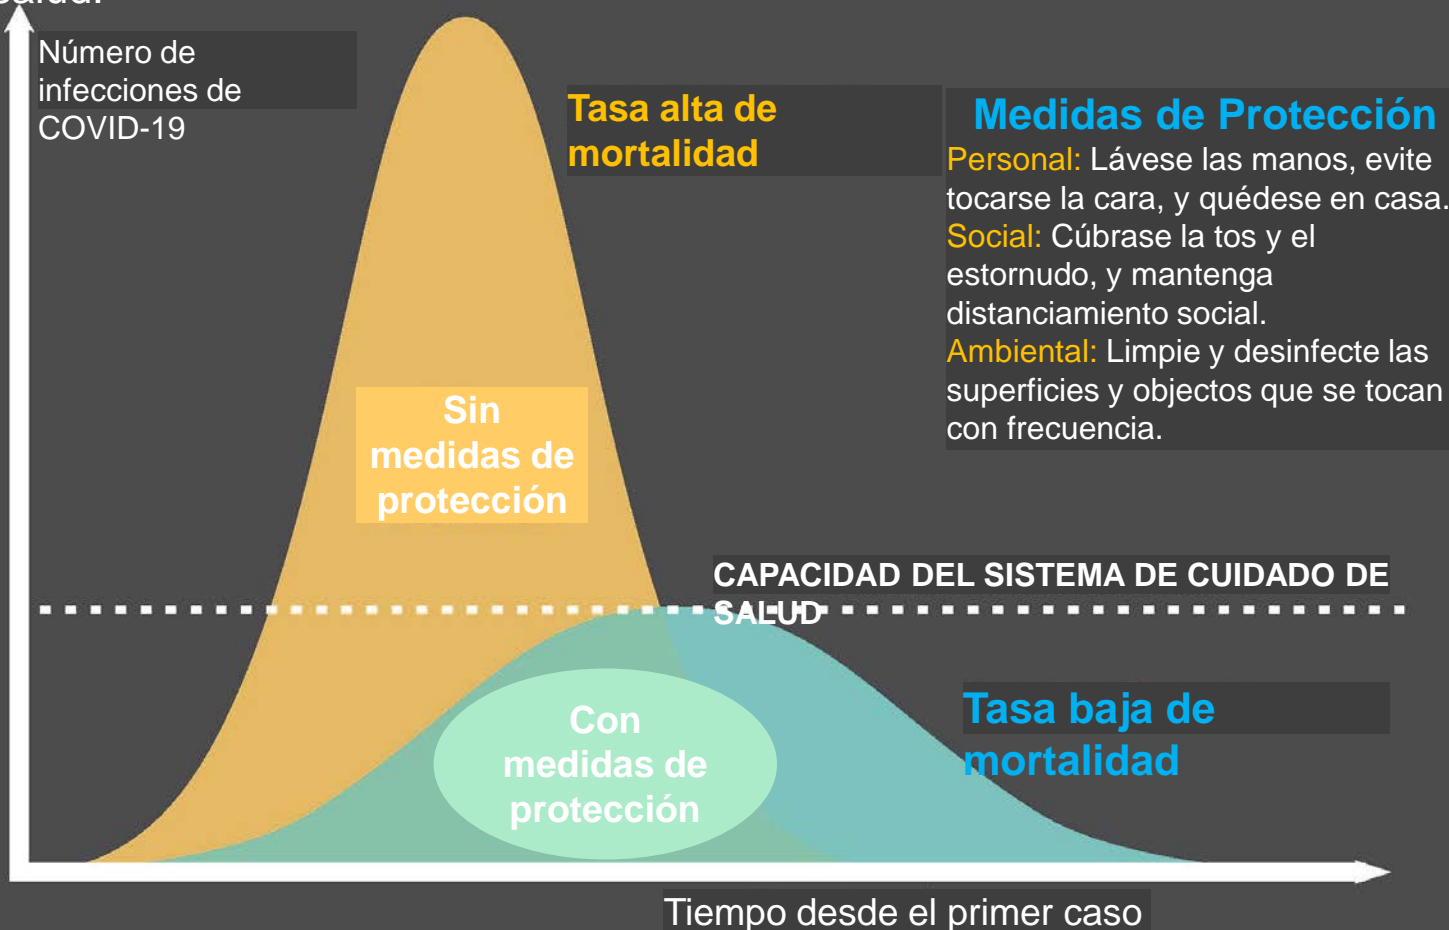 salud.
Número de
infecciones de
COVID-19
Tasa alta de
mortalidad
Medidas de Protección
Personal: Lávese las manos, evite
tocarse la cara, y quédese en casa.
Social: Cúbrase la tos y el
estornudo, y mantenga
distanciamiento social.
Ambiental: Limpie y desinfecte las
superficies y objectos que se tocan
con frecuencia.
Sin
medidas de
protección
CAPACIDAD DEL SISTEMA DE CUIDADO DE
SALUD
Con
medidas de
protección
Tasa baja de
mortalidad
Tiempo desde el primer caso